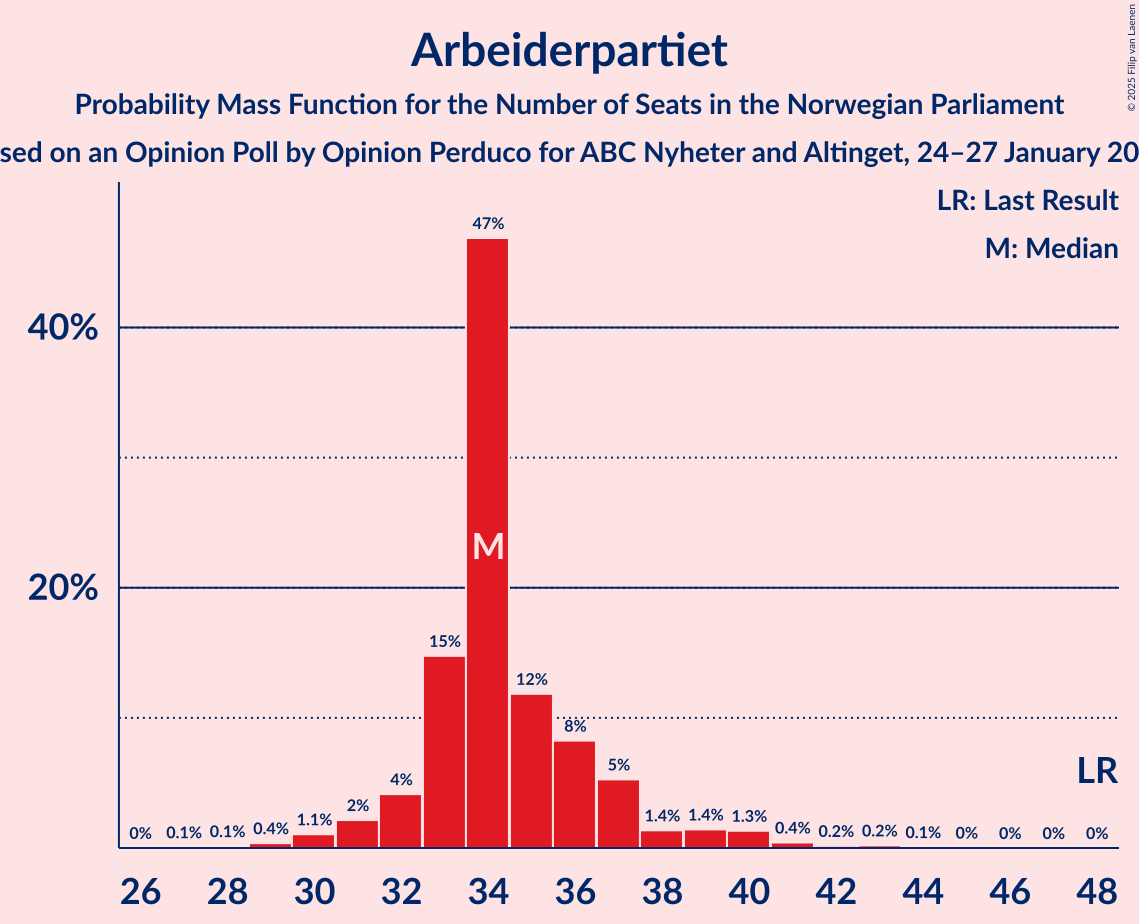 Arbeiderpartiet
Probability Mass Function for the Number of Seats in the Norwegian Parliament
sed on an Opinion Poll by Opinion Perduco for ABC Nyheter and Altinget, 24–27 January 20
© 2025 Filip van Laenen
LR: Last Result
M: Median
40%
20%
0% 0.1% 0.1% 0.4% 1.1% 2% 4% 15% 47% 12% 8% 5% 1.4% 1.4% 1.3% 0.4% 0.2% 0.2% 0.1% 0% 0% 0% 0%
M
LR
26 28 30 32 34 36 38 40 42 44 46 48